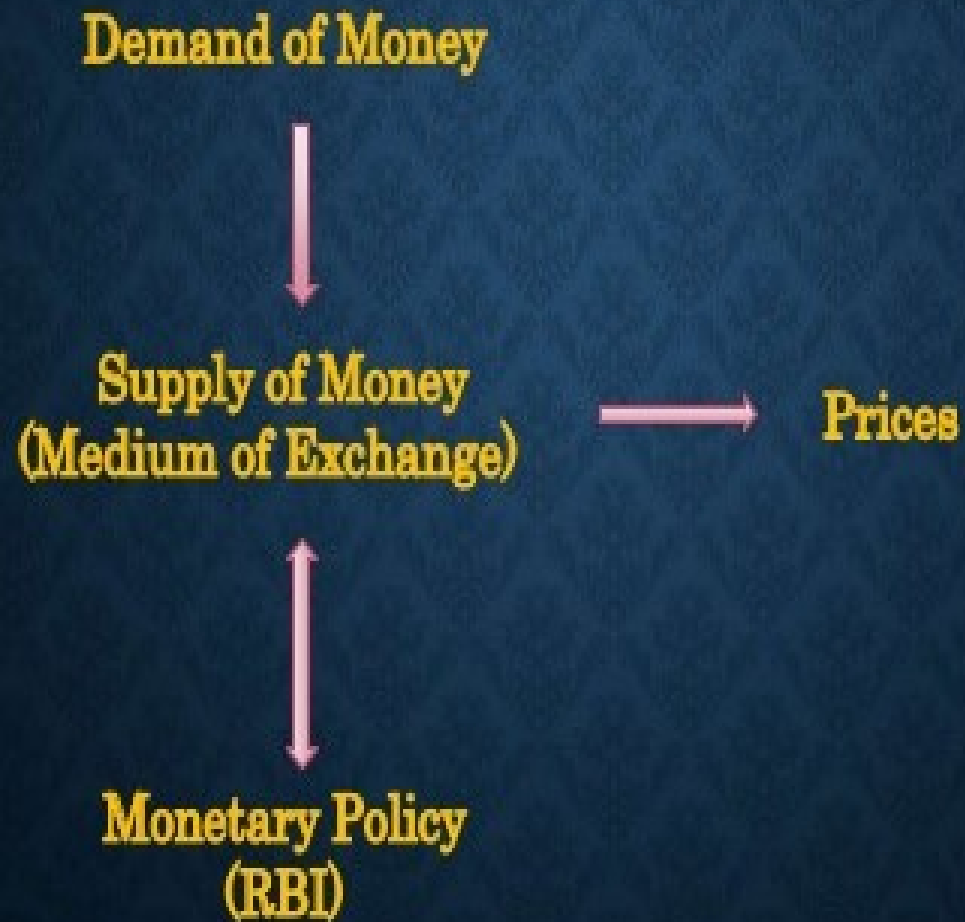 Demand of Money
Supply of Money
(Medium of Exchange)
Prices
Monetary Policy
(RBI)